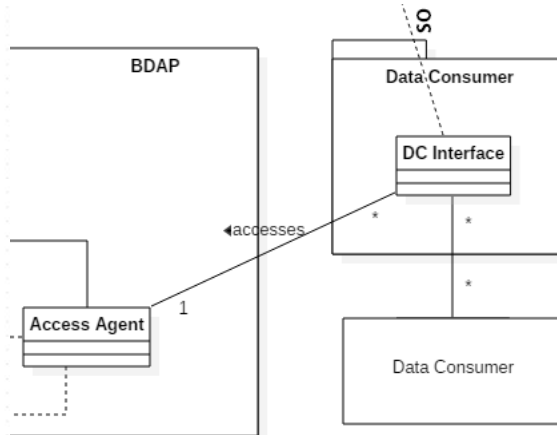 SO
BDAP
Data Consumer
DC Interface
*
*
◄accesses
*
1
Access Agent
Data Consumer